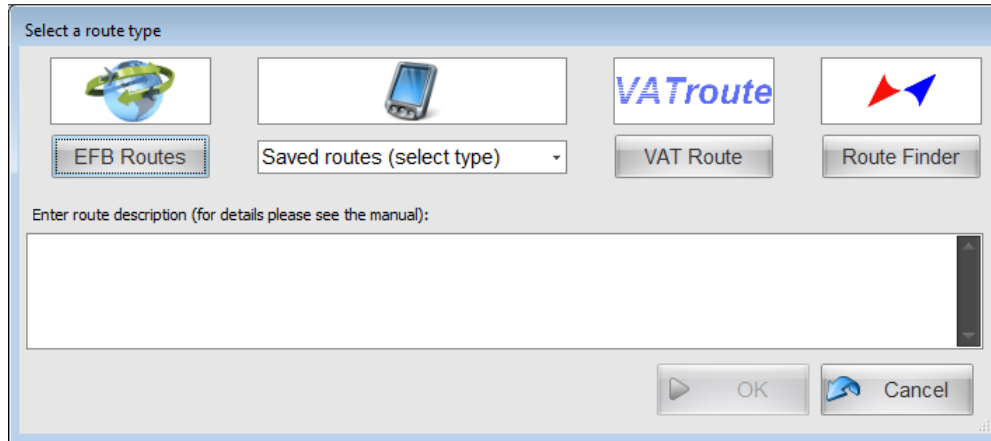 Select a route type
VATroute
EFB Routes
Saved routes (select type)
VAT Route
Route Finder
Enter route description (for details please see the manual):
OK
Cancel